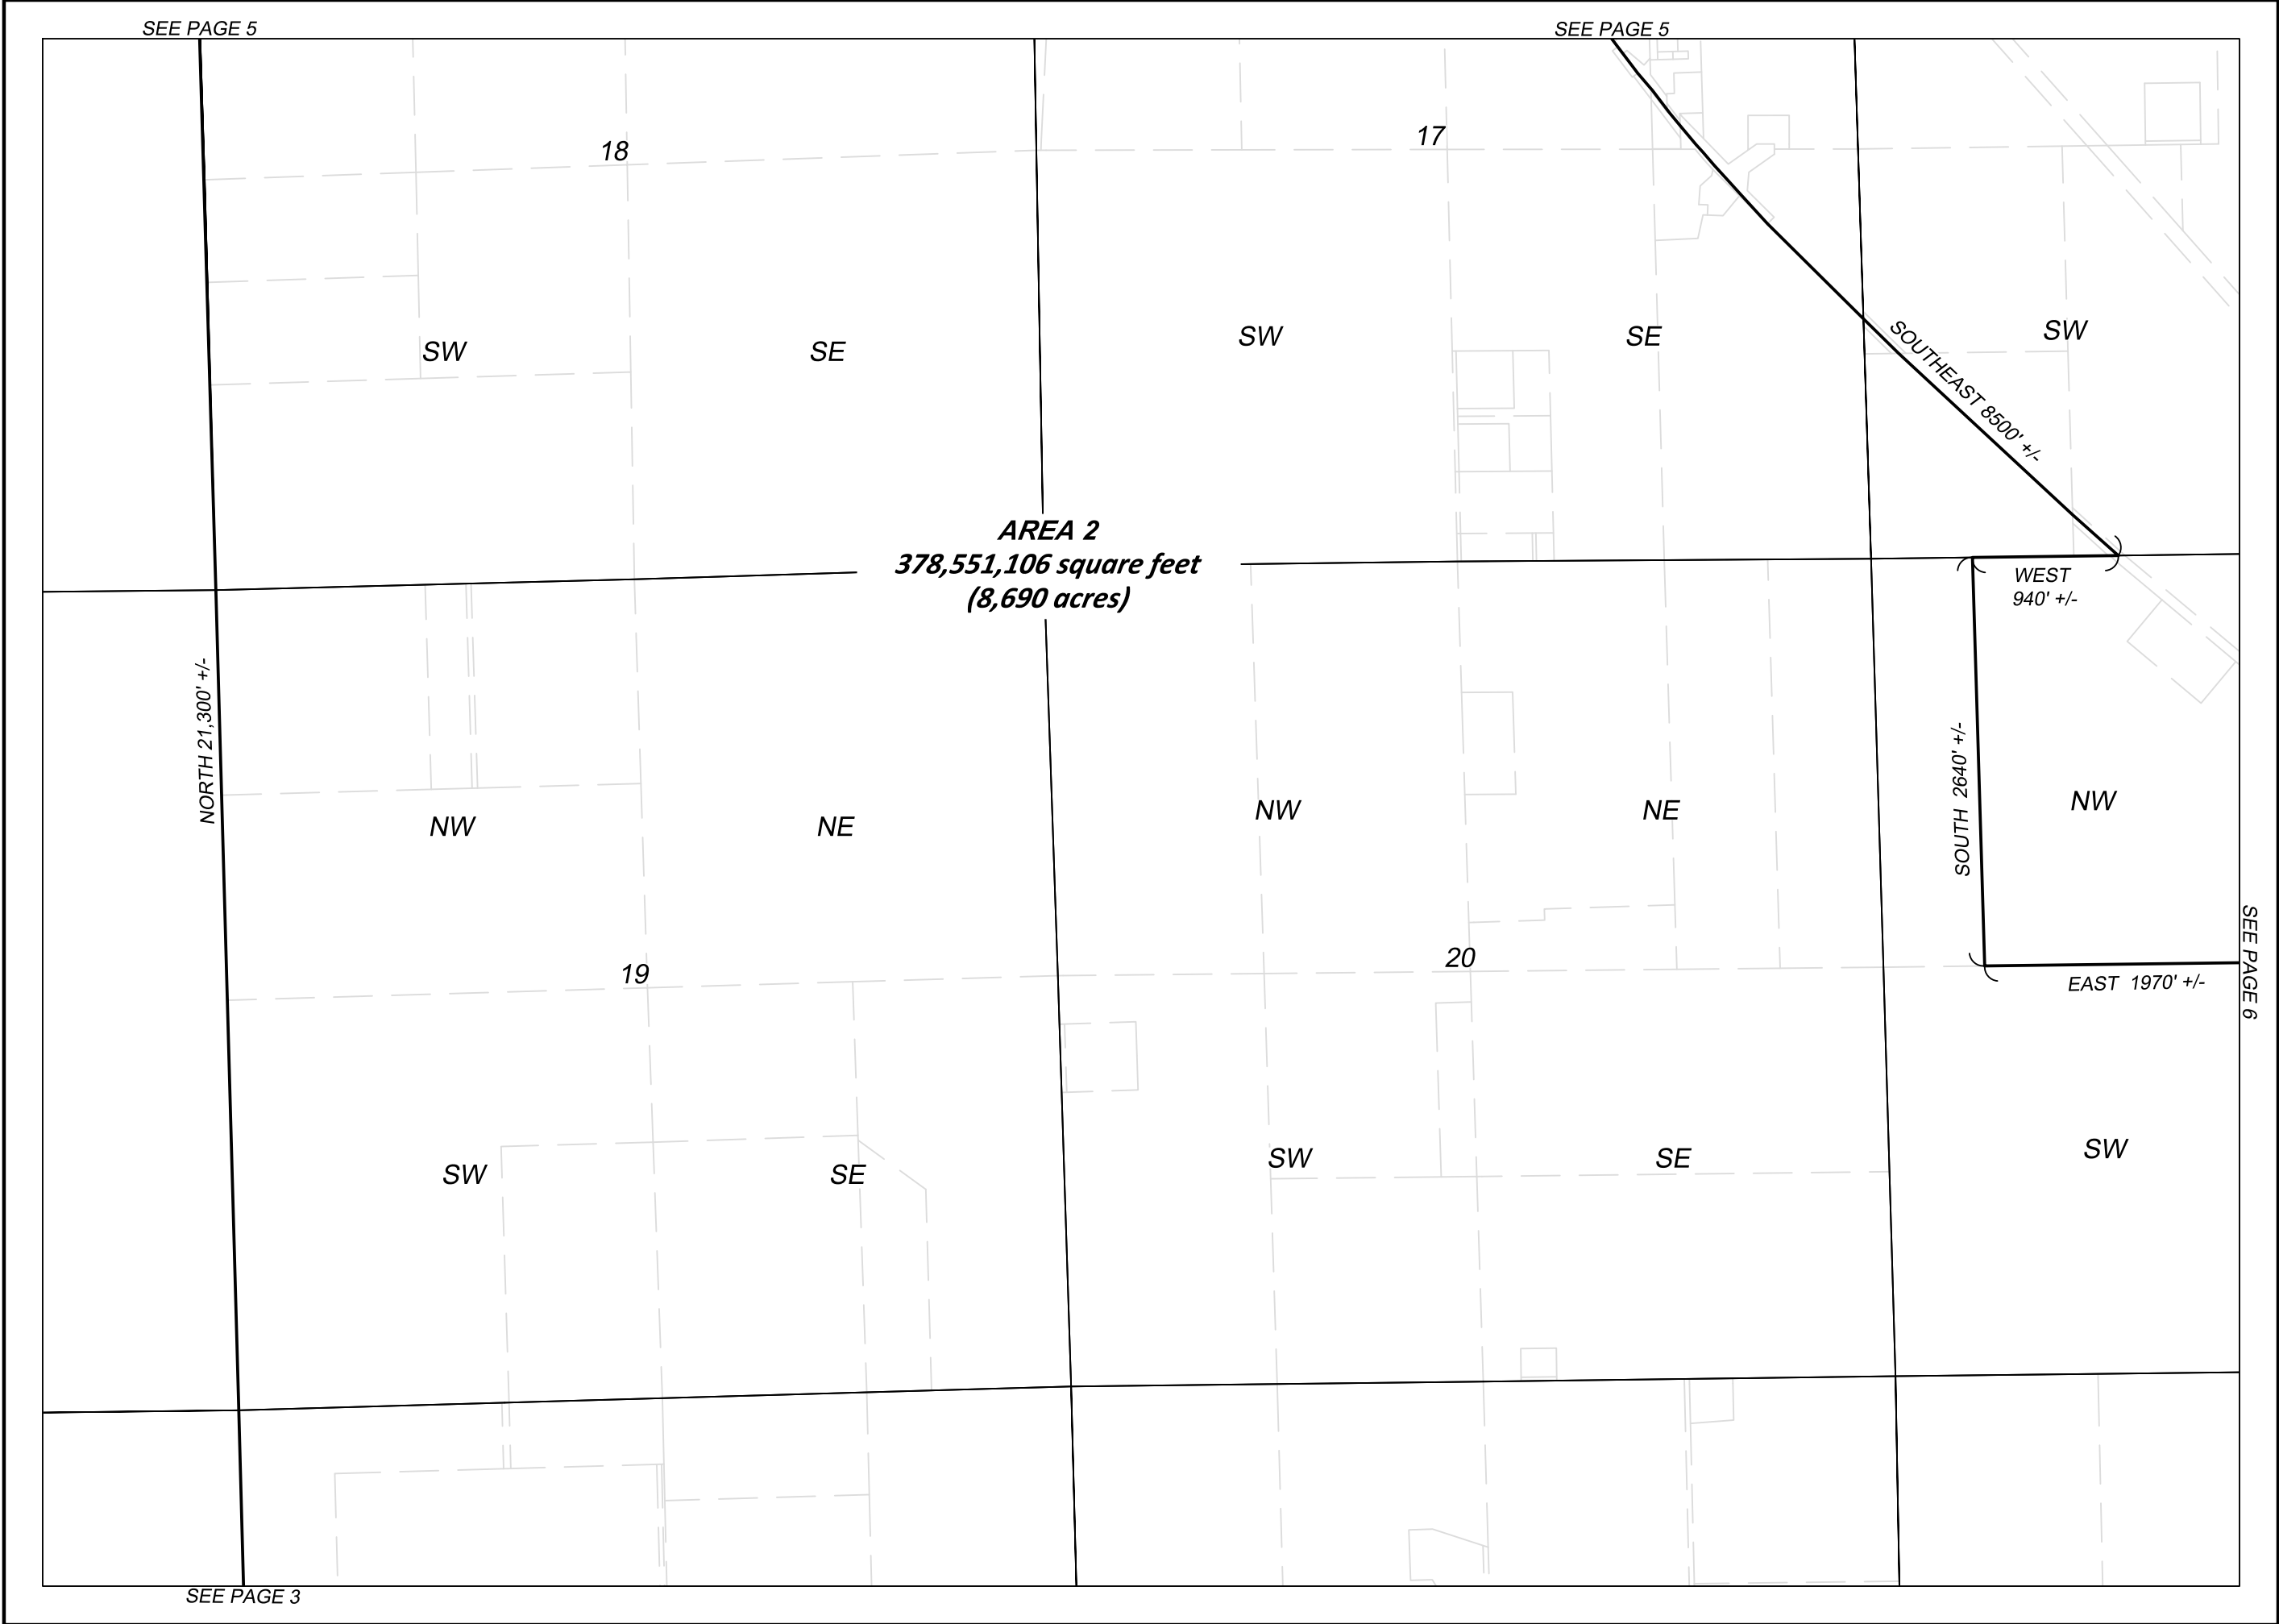 SEE PAGE 5
SEE PAGE 5
17
18
SW
SE
SW
SE
SW
SOUTHEAST 8500' +/-
AREA 2
378,551,106 square feet
(8,690 acres)
WEST
940' +/-
NORTH 21,300' +/-
SOUTH 2640' +/-
NW
NE
NW
NE
NW
19
20
EAST 1970' +/-
SEE PAGE 6
SW
SE
SW
SE
SW
SEE PAGE 3